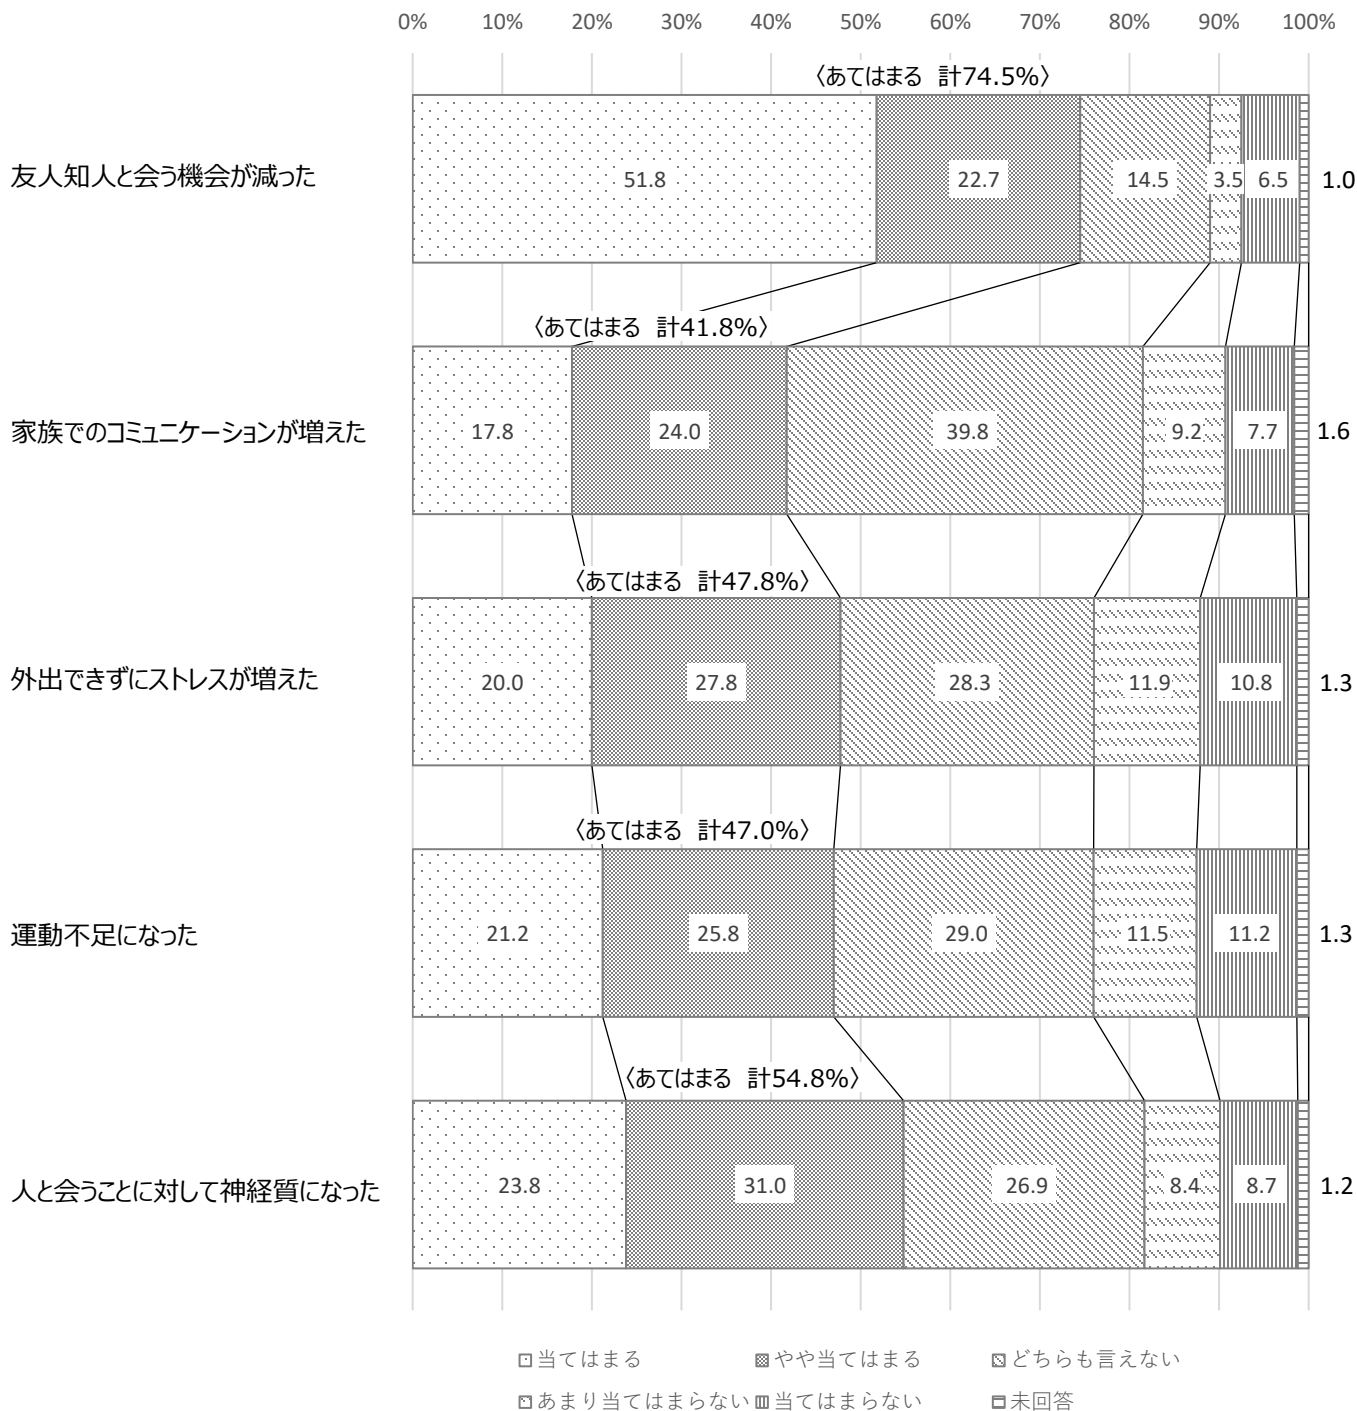 0% 10% 20% 30% 40% 50% 60% 70% 80% 90% 100%
〈あてはまる 計74.5%〉
友人知人と会う機会が減った 51.8 22.7 14.5 3.5 6.5 1.0
〈あてはまる 計41.8%〉
家族でのコミュニケーションが増えた 17.8 24.0 39.8 9.2 7.7 1.6
〈あてはまる 計47.8%〉
外出できずにストレスが増えた 20.0 27.8 28.3 11.9 10.8 1.3
〈あてはまる 計47.0%〉
運動不足になった 21.2 25.8 29.0 11.5 11.2 1.3
〈あてはまる 計54.8%〉
人と会うことに対して神経質になった 23.8 31.0 26.9 8.4 8.7 1.2
当てはまる やや当てはまる どちらも言えない
あまり当てはまらない 当てはまらない 未回答